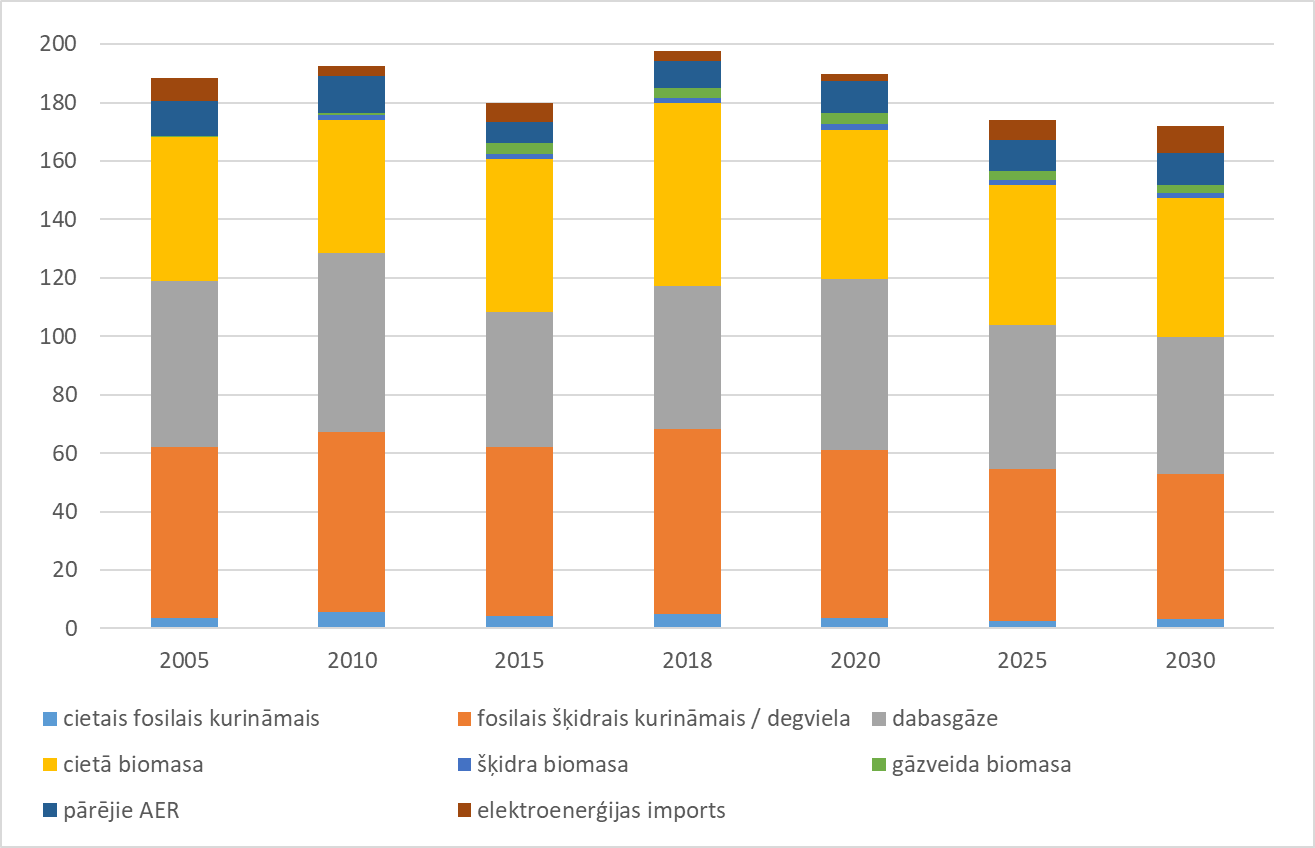 200
180
160
140
120
100
80
60
40
20
0
2005 2010 2015 2018 2020 2025 2030
cietais fosilais kurināmais fosilais šķidrais kurināmais / degviela dabasgāze
cietā biomasa šķidra biomasa gāzveida biomasa
pārējie AER elektroenerģijas imports